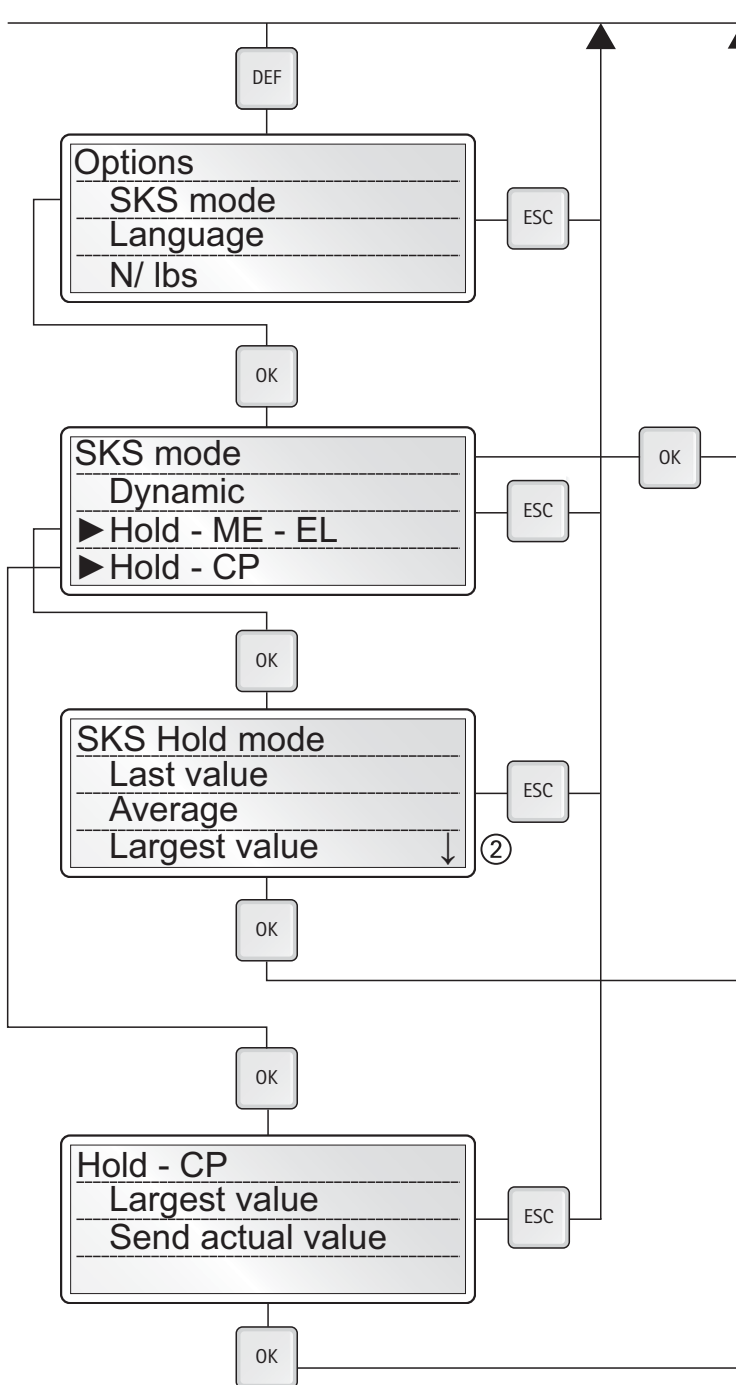 DEF
Options
SKS mode
Language
N/ lbs
ESC
OK
SKS mode
Dynamic
►Hold - ME - EL
►Hold - CP
OK
ESC
OK
SKS Hold mode
Last value
Average
Largest value ↓ ②
ESC
OK
OK
Hold - CP
Largest value
Send actual value
ESC
OK